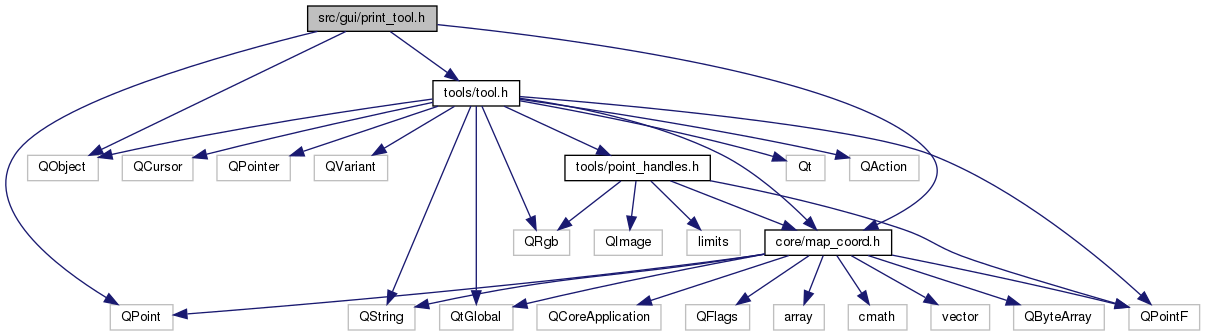 src/gui/print_tool.h
tools/tool.h
QObject
QCursor
QPointer
QVariant
tools/point_handles.h
Qt
QAction
QRgb
QImage
limits
core/map_coord.h
QPoint
QString
QtGlobal
QCoreApplication
QFlags
array
cmath
vector
QByteArray
QPointF